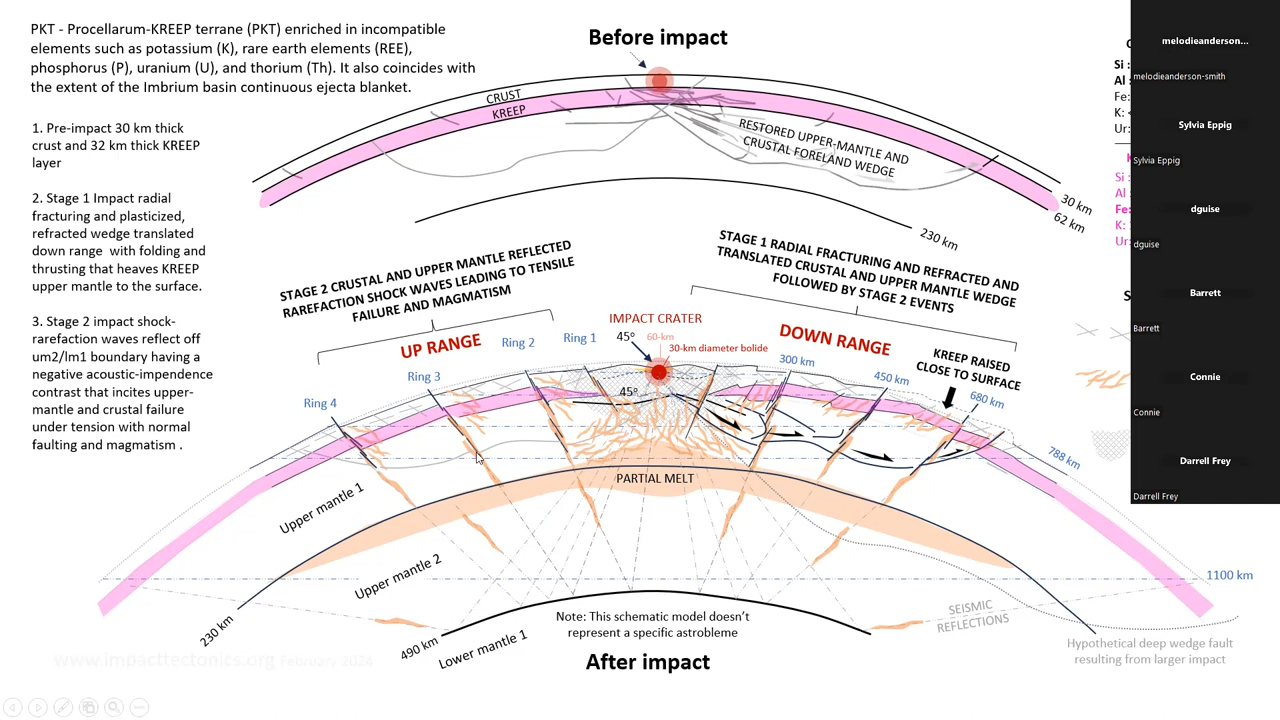 PKT - Procellarum-KREEP terrane (PKT) enriched in incompatible
elements such as potassium (K), rare earth elements (REE),
phosphorus (P), uranium (U), and thorium (Th). It also coincides with
the extent of the Imbrium basin continuous ejecta blanket.
1. Pre-impact 30 km thick
crust and 32 km thick KREEP
layer
2. Stage 1 Impact radial
fracturing and plasticized,
refracted wedge translated
down range with folding and
thrusting that heaves KREEP
upper mantle to the surface.
3. Stage 2 impact shock-
rarefaction waves reflect off
um2/lm1 boundary having a
negative acoustic-impendence
contrast that incites upper-
mantle and crustal failure
under tension with normal
faulting and magmatism .
Before impact
CRUST
KREEP
RESTORED UPPER-MANTLE AND
CRUSTAL FORELAND WEDGE
30 km
62 km
230 km
STAGE 2 CRUSTAL AND UPPER MANTLE REFLECTED
RAREFACTION SHOCK WAVES LEADING TO TENSILE
FAILURE AND MAGMATISM
STAGE 1 RADIAL FRACTURING AND REFRACTED AND
TRANSLATED CRUSTAL AND UPPER MANTLE WEDGE
FOLLOWED BY STAGE 2 EVENTS
UP RANGE
Ring 2
Ring 1
Ring 3
Ring 4
IMPACT CRATER
45º
60-km
30-km diameter bolide
45º
DOWN RANGE
300 km
450 km
KREEP RAISED
CLOSE TO SURFACE
680 km
788 km
1100 km
PARTIAL MELT
Upper mantle 1
Upper mantle 2
Lower mantle 1
230 km
490 km
Note: This schematic model doesn't
represent a specific astrobleme
After impact
SEISMIC
REFLECTIONS
Hypothetical deep wedge fault
resulting from larger impact
www.impacttectonics.org February 2024
Si :
Al :
Fe:
K:
Ur:
Si :
Al :
Fe:
K:
Ur:
melodieanderson...
melodieanderson-smith
Sylvia Eppig
Sylvia Eppig
dguise
dguise
Barrett
Barrett
Connie
Connie
Darrell Frey
Darrell Frey